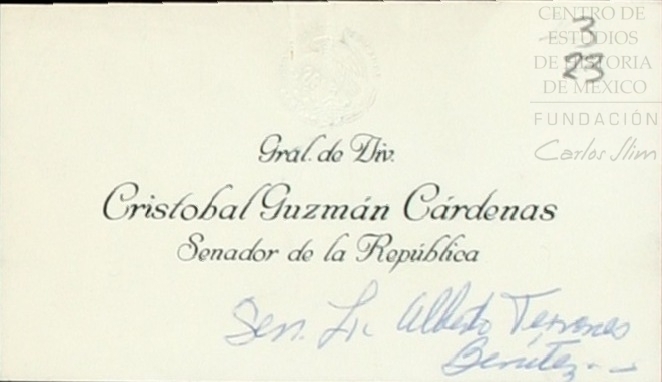 CENTRO DE
ESTUDIOS
DE HISTORIA
DE MÉXICO
FUNDACIÓN
Carlos Slim
3
23
Gral. de Div.
Cristobal Guzmán Cárdenas
Senador de la República
Sen. Lic. Alberto Terrones
Benítez.--